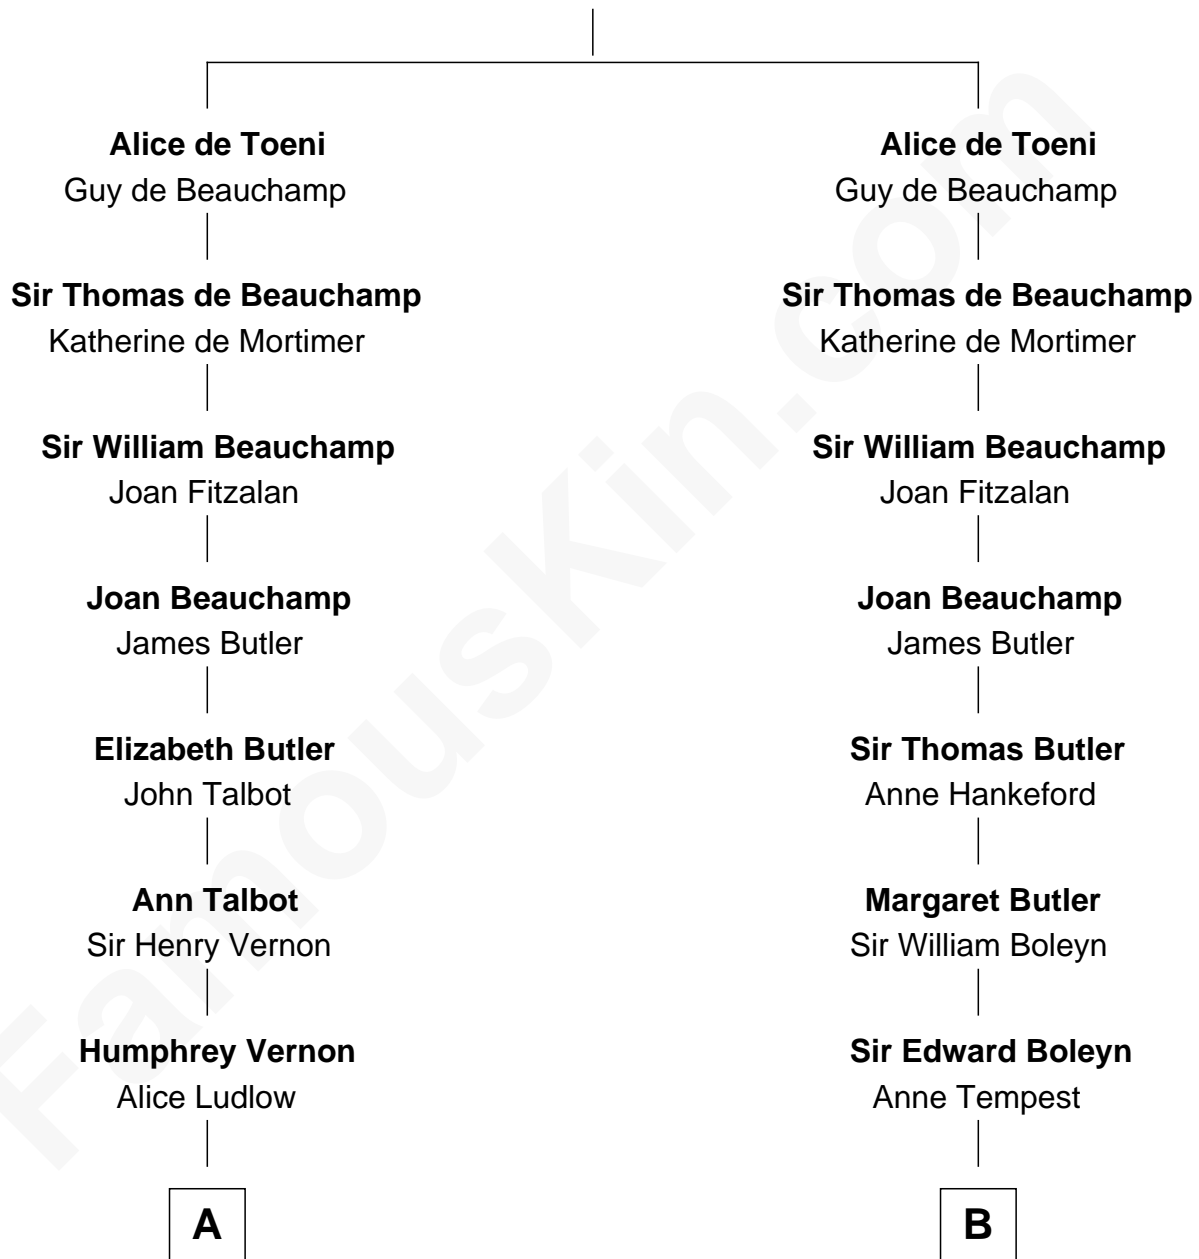 Alice de Toeni
Guy de Beauchamp
Sir Thomas de Beauchamp
Katherine de Mortimer
Sir William Beauchamp
Joan Fitzalan
Joan Beauchamp
James Butler
Elizabeth Butler
John Talbot
Ann Talbot
Sir Henry Vernon
Humphrey Vernon
Alice Ludlow
A
Alice de Toeni
Guy de Beauchamp
Sir Thomas de Beauchamp
Katherine de Mortimer
Sir William Beauchamp
Joan Fitzalan
Joan Beauchamp
James Butler
Sir Thomas Butler
Anne Hankeford
Margaret Butler
Sir William Boleyn
Sir Edward Boleyn
Anne Tempest
B
FamousKin.com